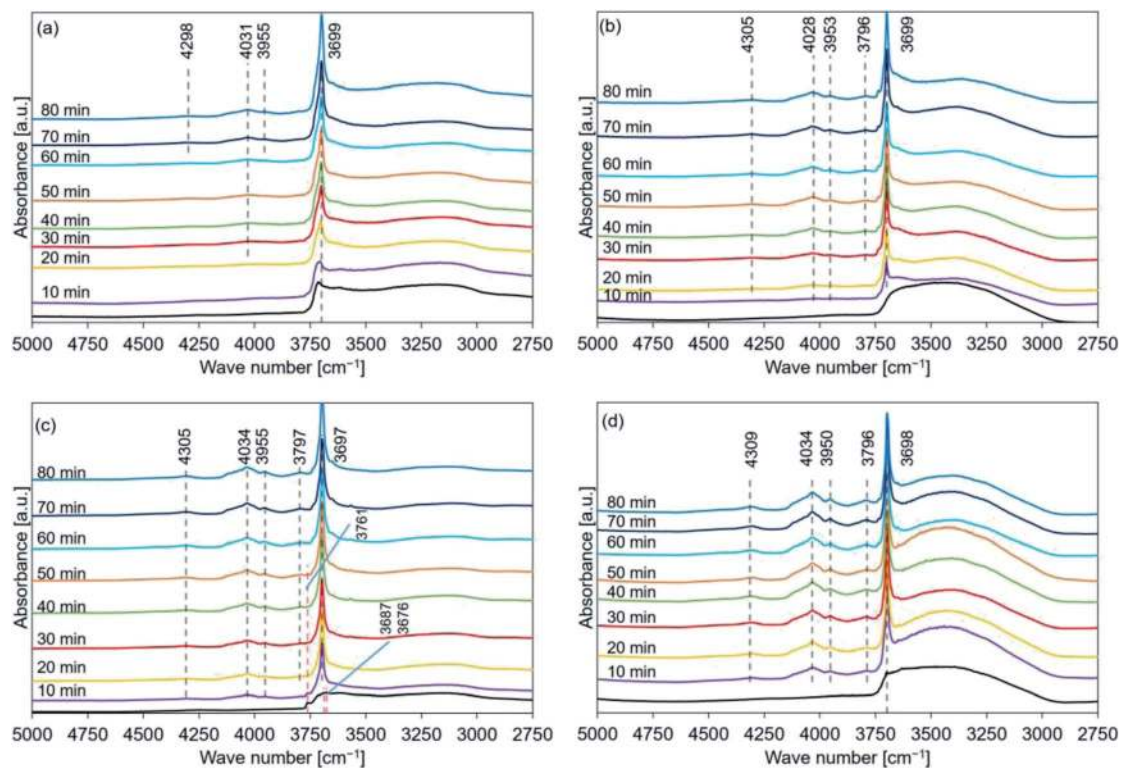 (a)
4298
4031
3955
3699
80 min
70 min
60 min
50 min
40 min
30 min
20 min
10 min
Absorbance [a.u.]
5000 4750 4500 4250 4000 3750 3500 3250 3000 2750
Wave number [cm⁻¹]
(b)
4305
4028
3953
3796
3699
80 min
70 min
60 min
50 min
40 min
30 min
20 min
10 min
Absorbance [a.u.]
5000 4750 4500 4250 4000 3750 3500 3250 3000 2750
Wave number [cm⁻¹]
(c)
4305
4034
3955
3797
3697
3761
3687
3676
80 min
70 min
60 min
50 min
40 min
30 min
20 min
10 min
Absorbance [a.u.]
5000 4750 4500 4250 4000 3750 3500 3250 3000 2750
Wave number [cm⁻¹]
(d)
4309
4034
3950
3796
3698
80 min
70 min
60 min
50 min
40 min
30 min
20 min
10 min
Absorbance [a.u.]
5000 4750 4500 4250 4000 3750 3500 3250 3000 2750
Wave number [cm⁻¹]